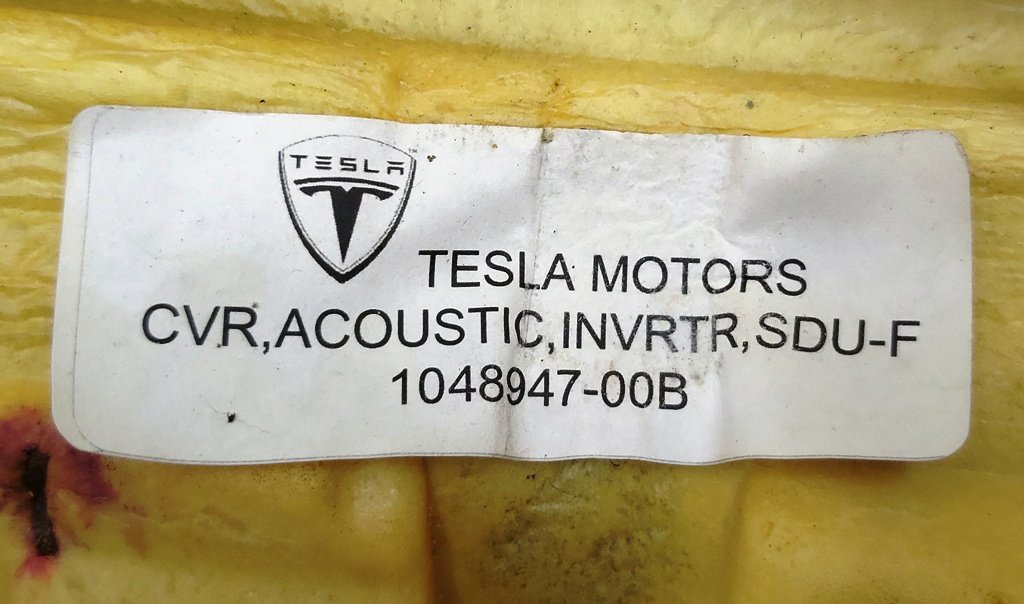 TESLA
TESLA MOTORS
CVR,ACOUSTIC,INVRTR,SDU-F
1048947-00B